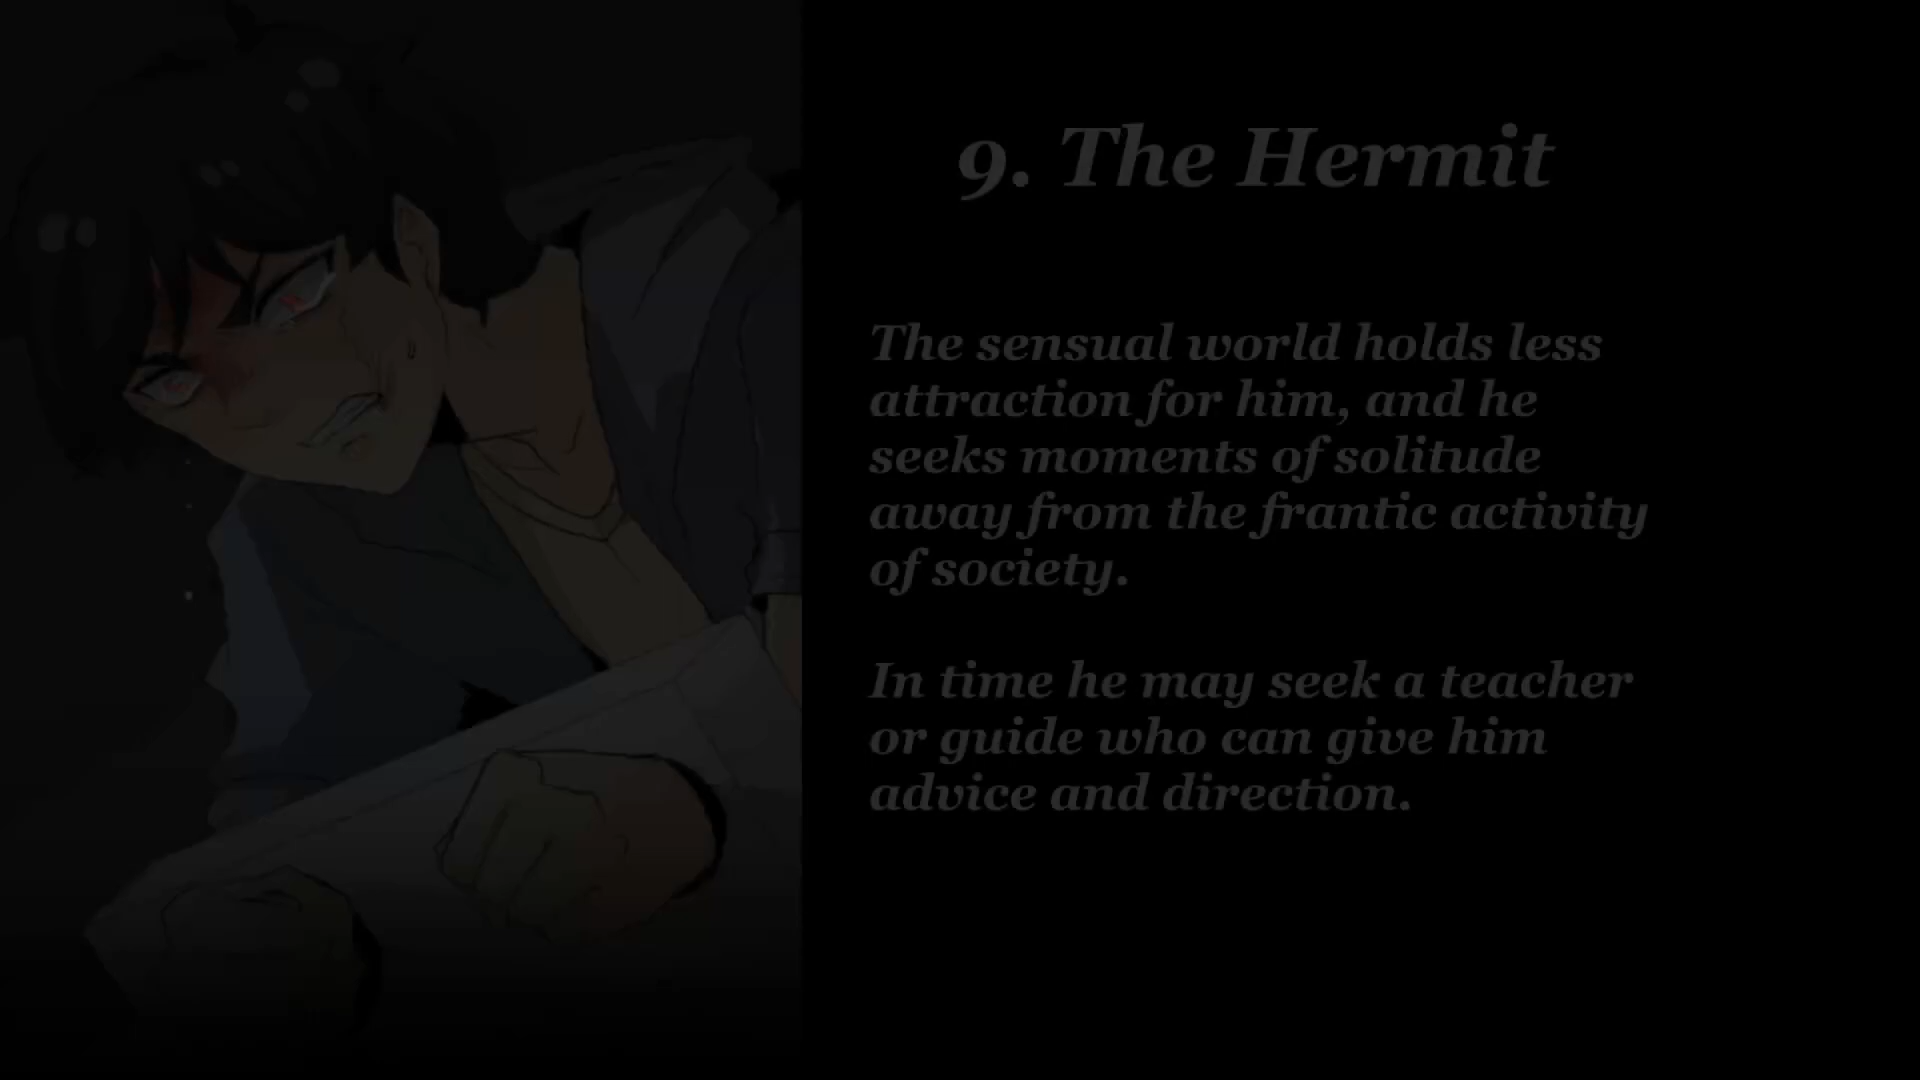 9. The Hermit
The sensual world holds less
attraction for him, and he
seeks moments of solitude
away from the frantic activity
of society.
In time he may seek a teacher
or guide who can give him
advice and direction.